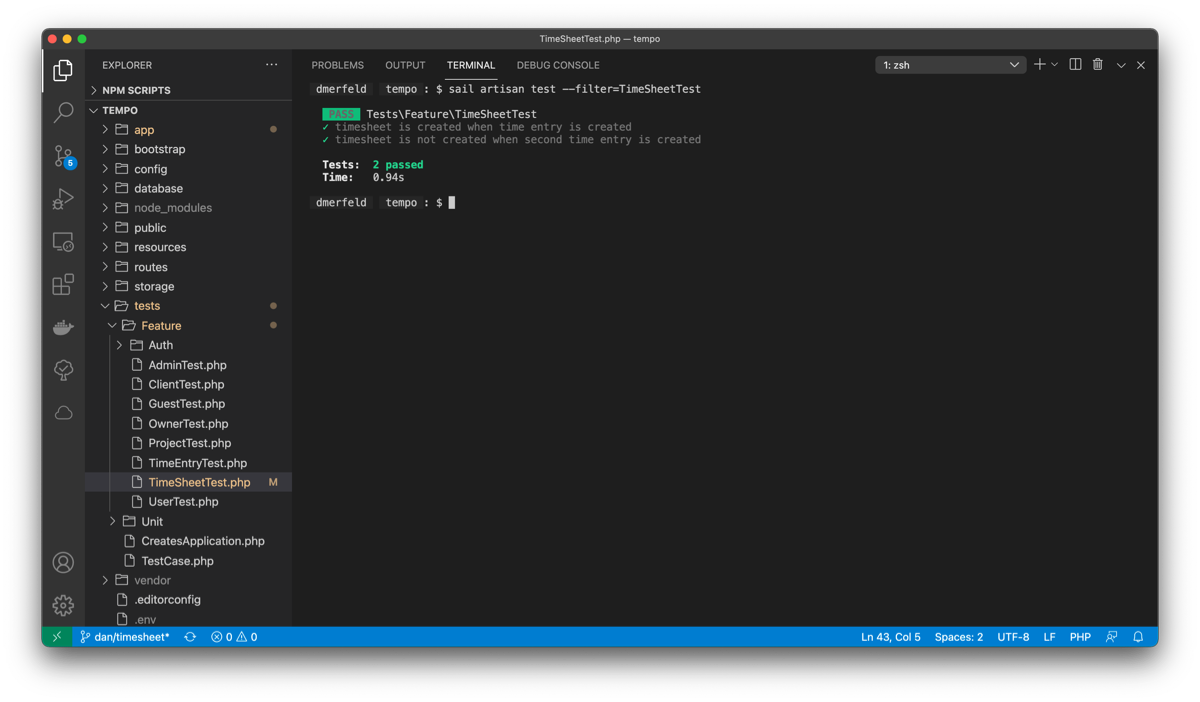 TimeSheetTest.php — tempo
EXPLORER
NPM SCRIPTS
TEMPO
app
bootstrap
config
database
node_modules
public
resources
routes
storage
tests
Feature
Auth
AdminTest.php
ClientTest.php
GuestTest.php
OwnerTest.php
ProjectTest.php
TimeEntryTest.php
TimeSheetTest.php M
UserTest.php
Unit
CreatesApplication.php
TestCase.php
vendor
.editorconfig
.env
5
PROBLEMS OUTPUT TERMINAL DEBUG CONSOLE 1: zsh
dmerfeld tempo : $ sail artisan test --filter=TimeSheetTest
PASS Tests\Feature\TimeSheetTest
✓ timesheet is created when time entry is created
✓ timesheet is not created when second time entry is created
Tests: 2 passed
Time: 0.94s
dmerfeld tempo : $
dan/timesheet* 0 0 Ln 43, Col 5 Spaces: 2 UTF-8 LF PHP